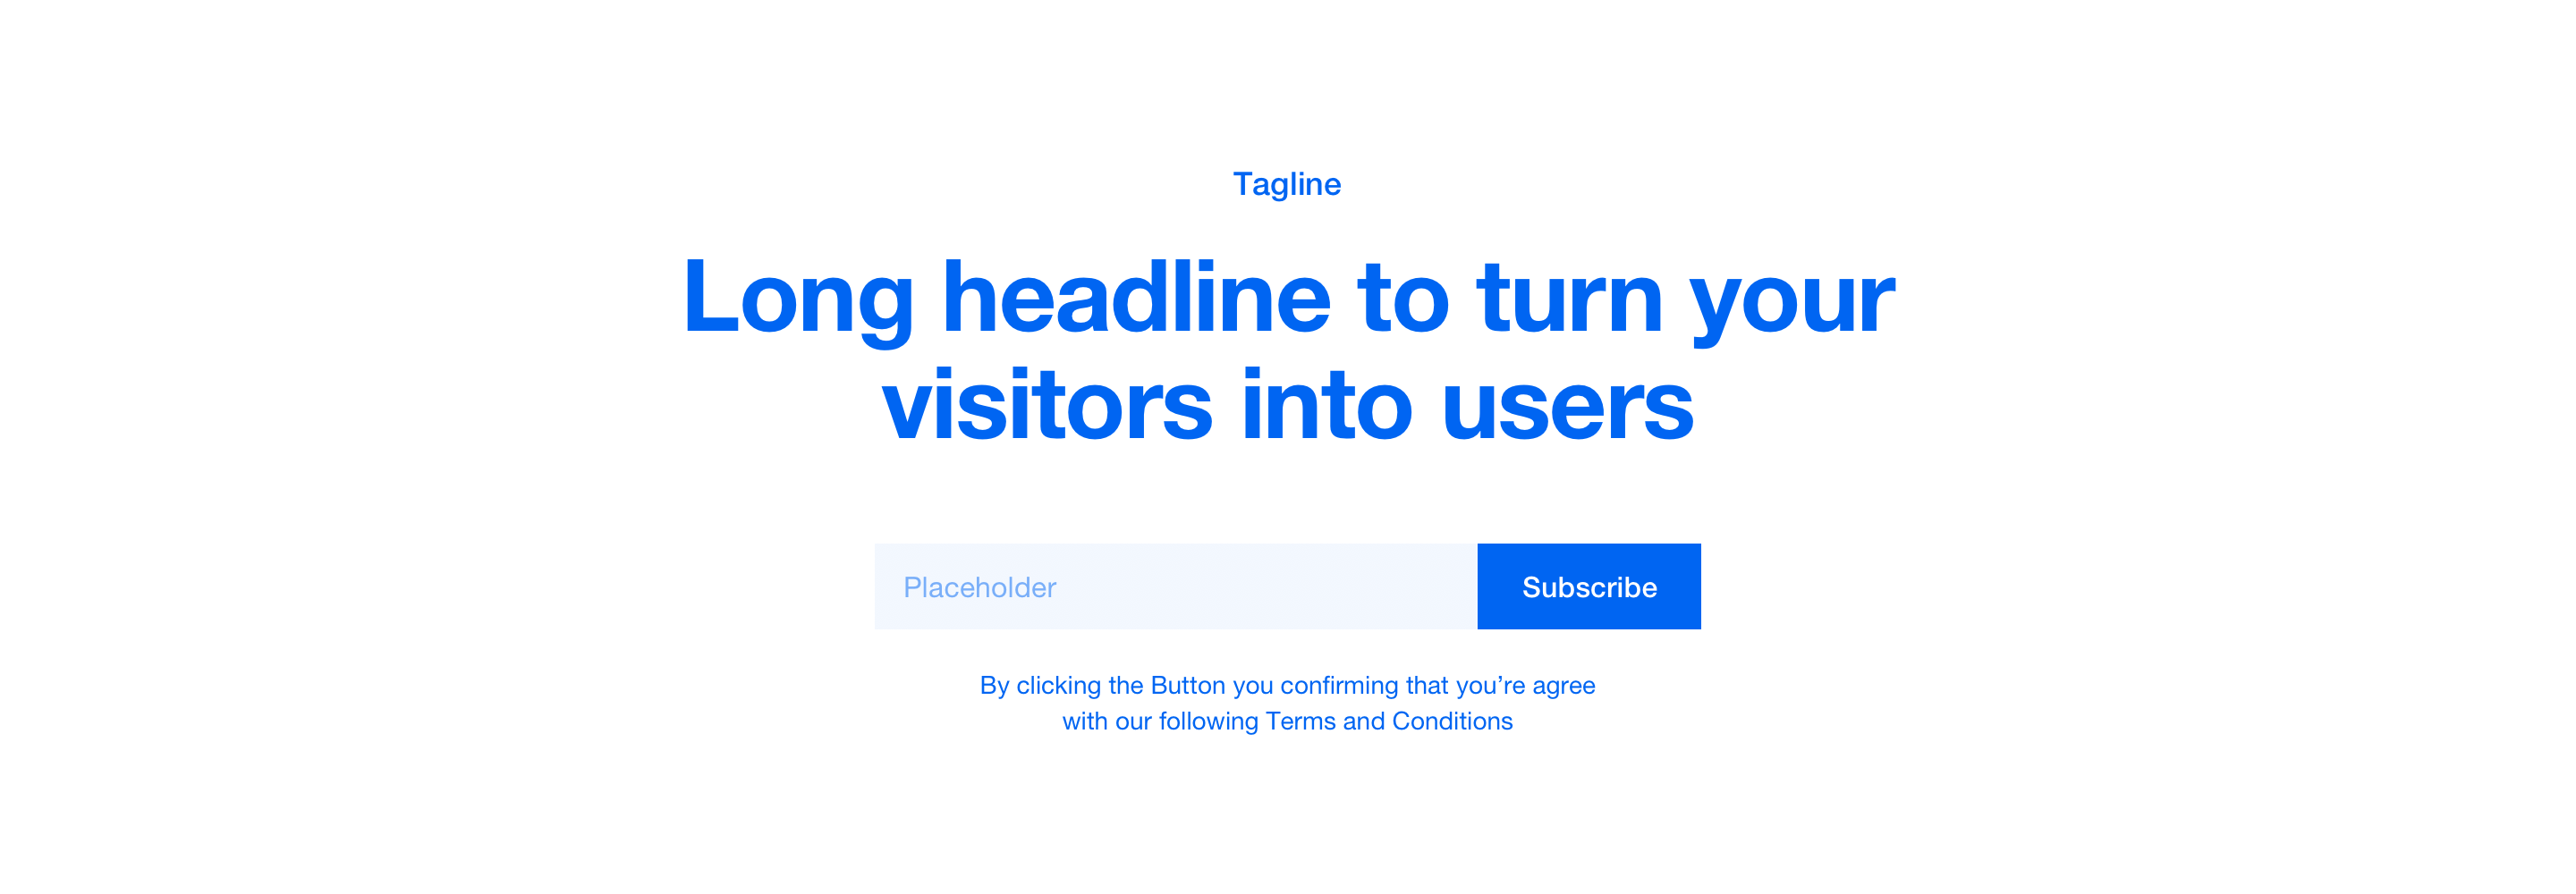 Tagline
Long headline to turn your
visitors into users
Placeholder
Subscribe
By clicking the Button you confirming that you’re agree
with our following Terms and Conditions